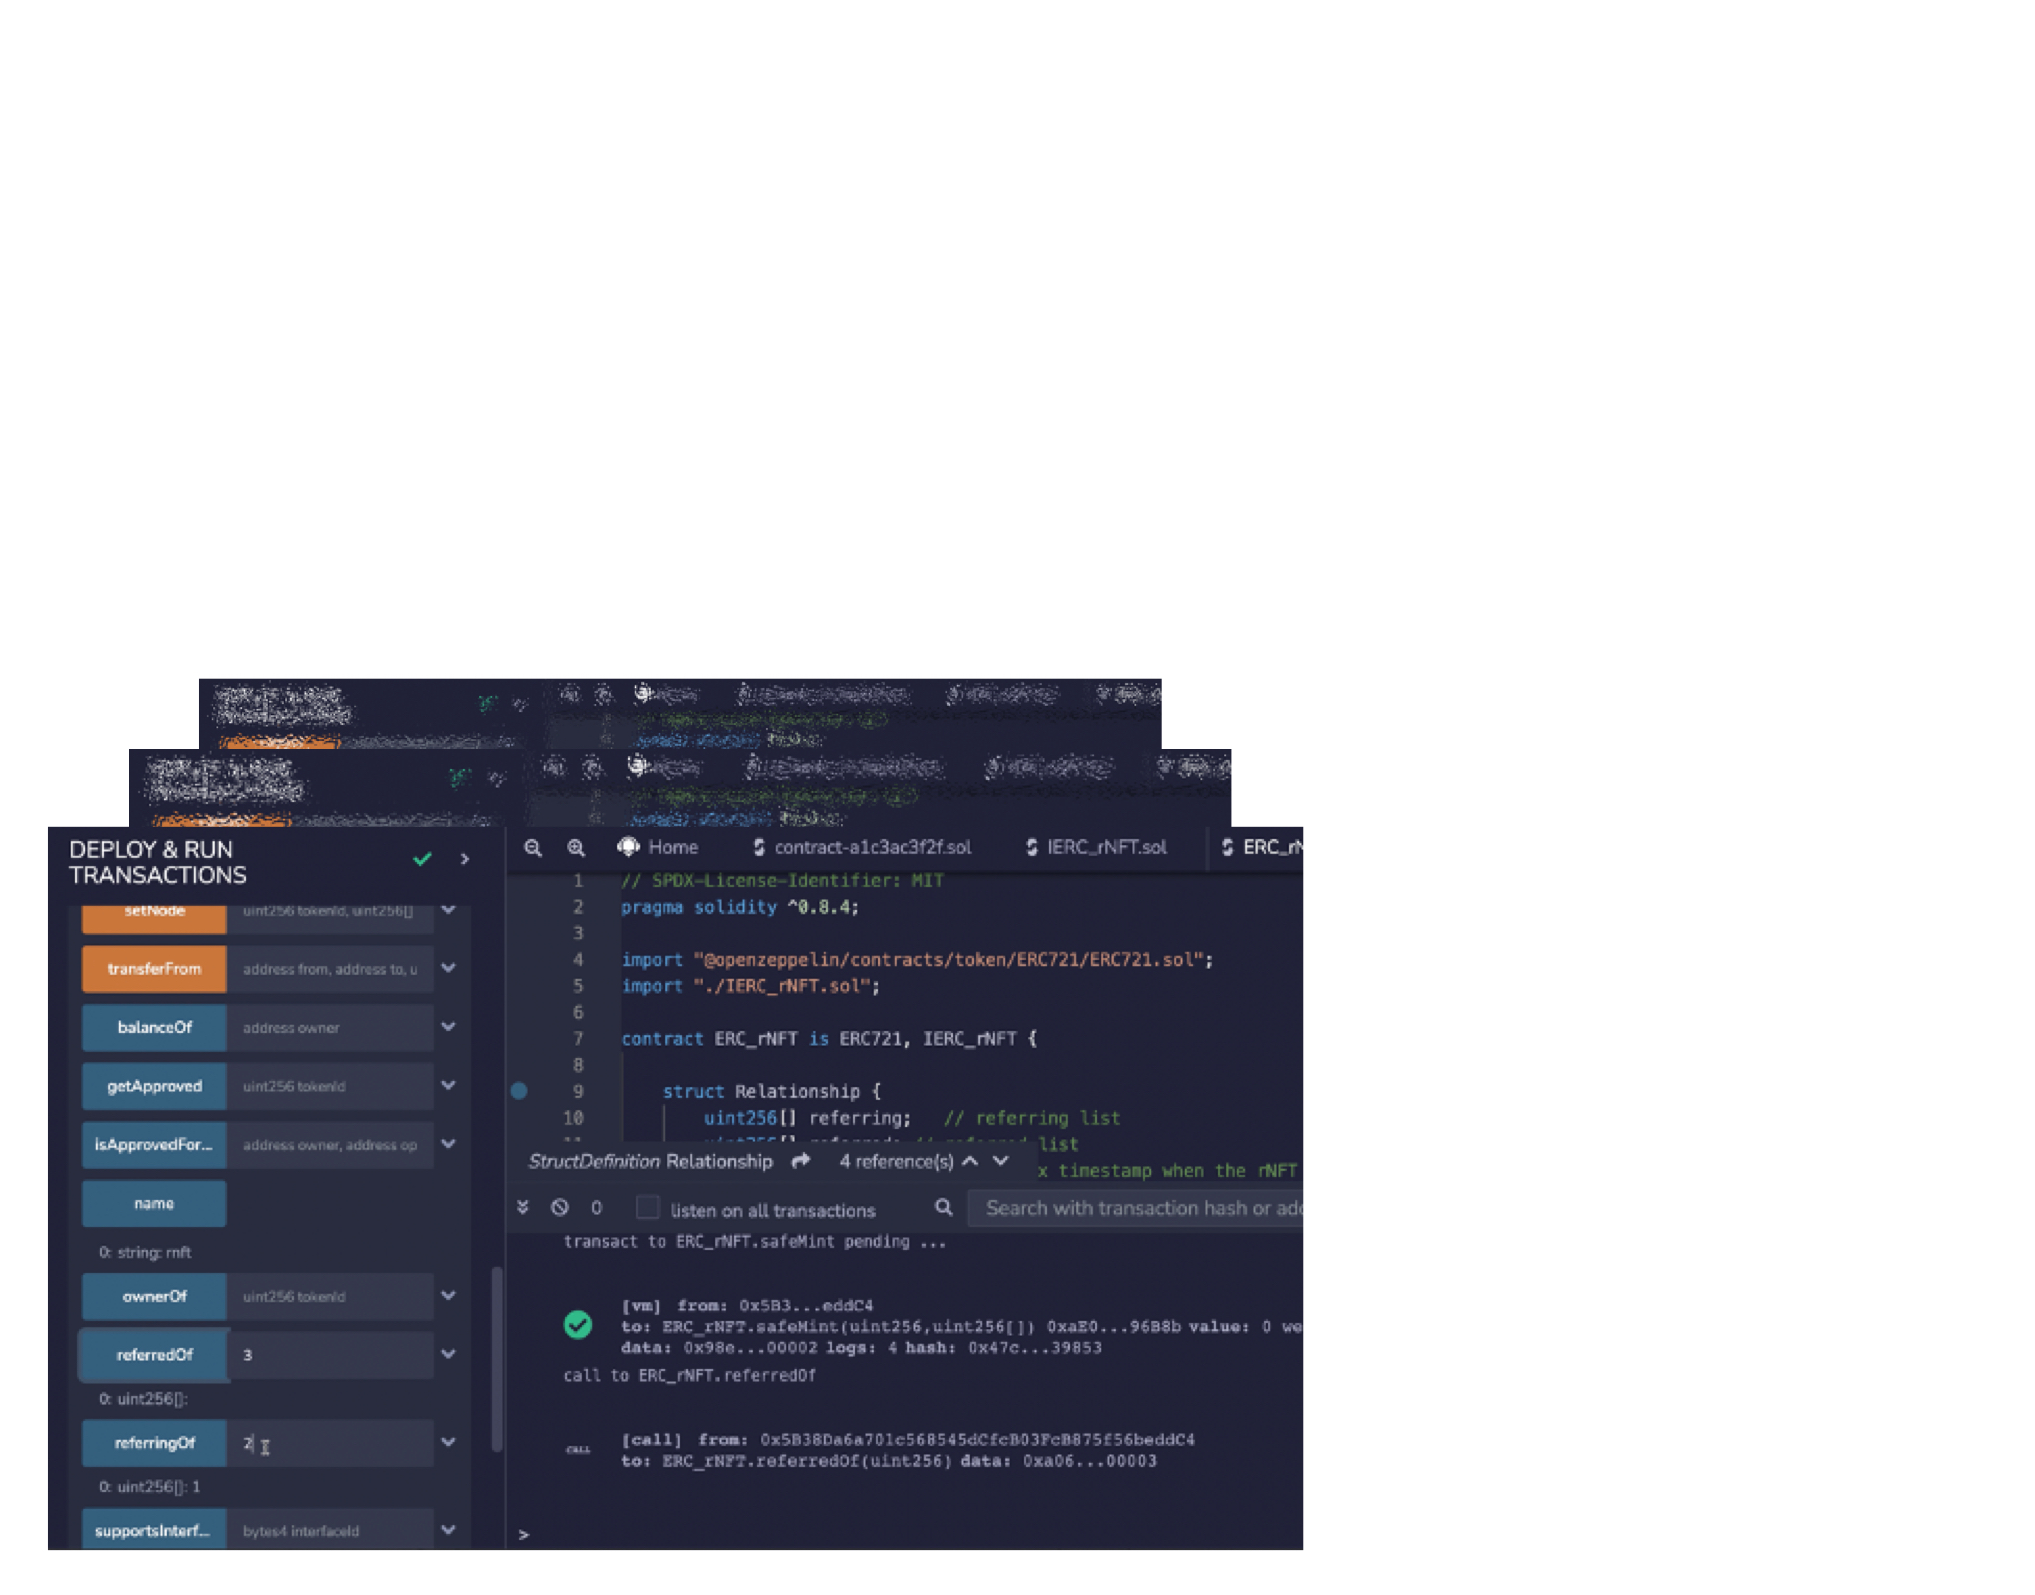 DEPLOY & RUN
TRANSACTIONS
setNode uint256 tokenId, uint256[]
transferFrom address from, address to, u
balanceOf address owner
getApproved uint256 tokenId
isApprovedFor... address owner, address op
name
0: string: rnft
ownerOf uint256 tokenId
referredOf 3
0: uint256[]:
referringOf 2
0: uint256[]: 1
supportsInterf... bytes4 interfaceId
Home contract-a1c3ac3f2f.sol IERC_rNFT.sol ERC_rN
1 // SPDX-License-Identifier: MIT
2 pragma solidity ^0.8.4;
3
4 import "@openzeppelin/contracts/token/ERC721/ERC721.sol";
5 import "./IERC_rNFT.sol";
6
7 contract ERC_rNFT is ERC721, IERC_rNFT {
8
9 struct Relationship {
10 uint256[] referring; // referring list
11 uint256[] referred; // referred list
x timestamp when the rNFT
StructDefinition Relationship 4 reference(s)
0 listen on all transactions Search with transaction hash or add
transact to ERC_rNFT.safeMint pending ...
[vm] from: 0x5B3...eddC4
to: ERC_rNFT.safeMint(uint256,uint256[]) 0xaE0...96B8b value: 0 we
data: 0x98e...00002 logs: 4 hash: 0x47c...39853
call to ERC_rNFT.referredOf
CALL [call] from: 0x5B38Da6a701c568545dCfcB03FcB875f56beddC4
to: ERC_rNFT.referredOf(uint256) data: 0xa06...00003
>